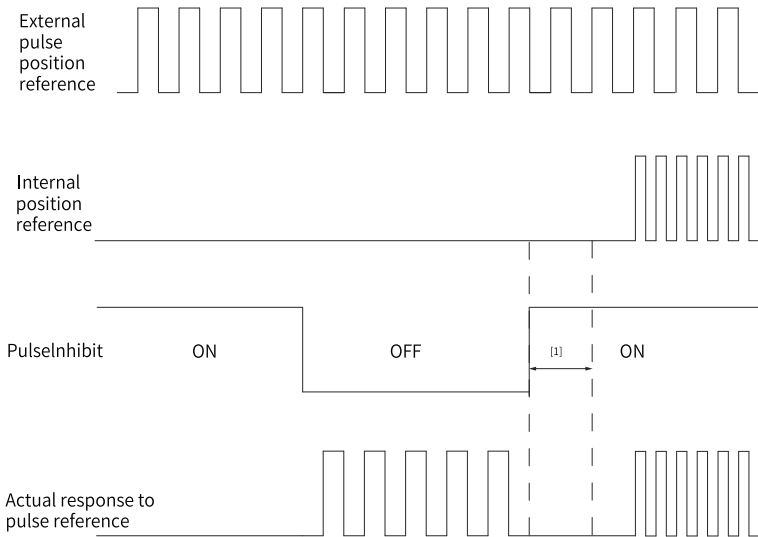 External
pulse
position
reference
Internal
position
reference
PulseInhibit
ON
OFF
[1]
ON
Actual response to
pulse reference